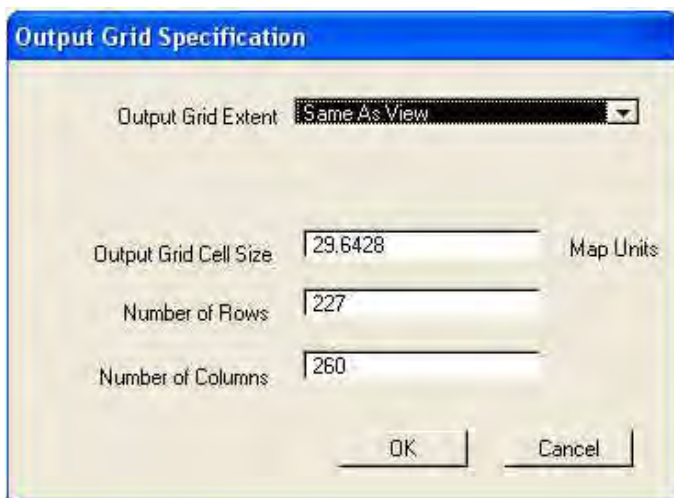 Output Grid Specification
Output Grid Extent Same As View
Output Grid Cell Size 29.6428 Map Units
Number of Rows 227
Number of Columns 260
OK Cancel